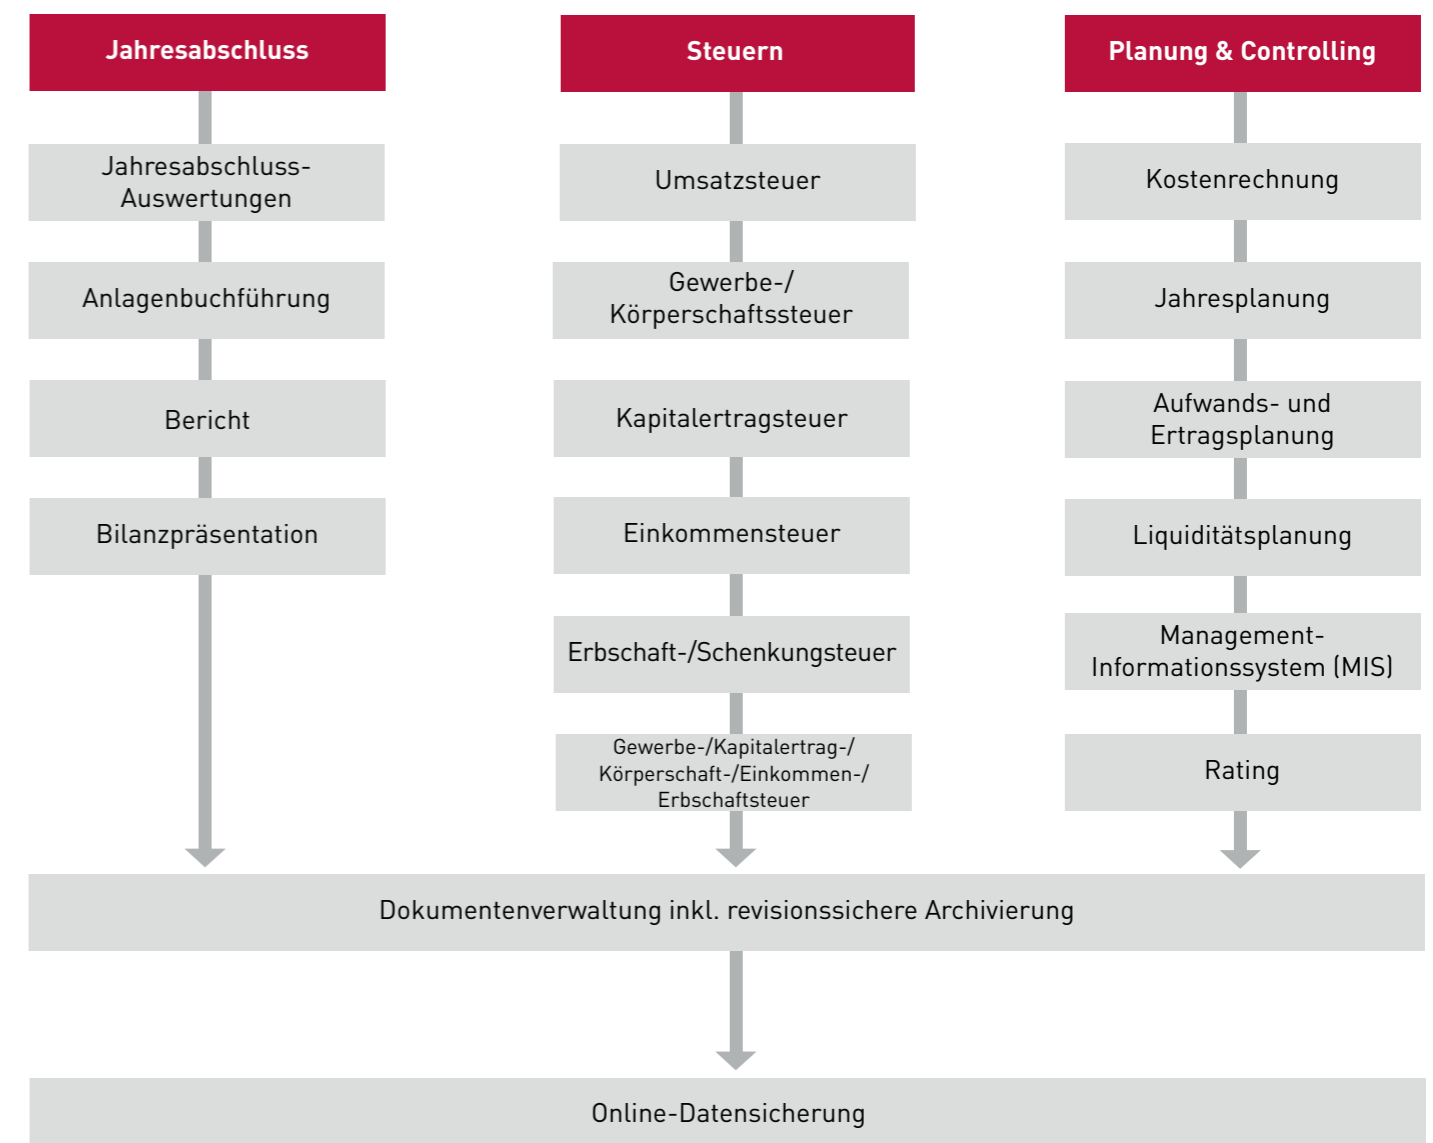 Jahresabschluss
Jahresabschluss-
Auswertungen
Anlagenbuchführung
Bericht
Bilanzpräsentation
Steuern
Umsatzsteuer
Gewerbe-/
Körperschaftssteuer
Kapitalertragsteuer
Einkommensteuer
Erbschaft-/Schenkungsteuer
Gewerbe-/Kapitalertrag-/
Körperschaft-/Einkommen-/
Erbschaftsteuer
Planung & Controlling
Kostenrechnung
Jahresplanung
Aufwands- und
Ertragsplanung
Liquiditätsplanung
Management-
Informationssystem (MIS)
Rating
Dokumentenverwaltung inkl. revisionssichere Archivierung
Online-Datensicherung